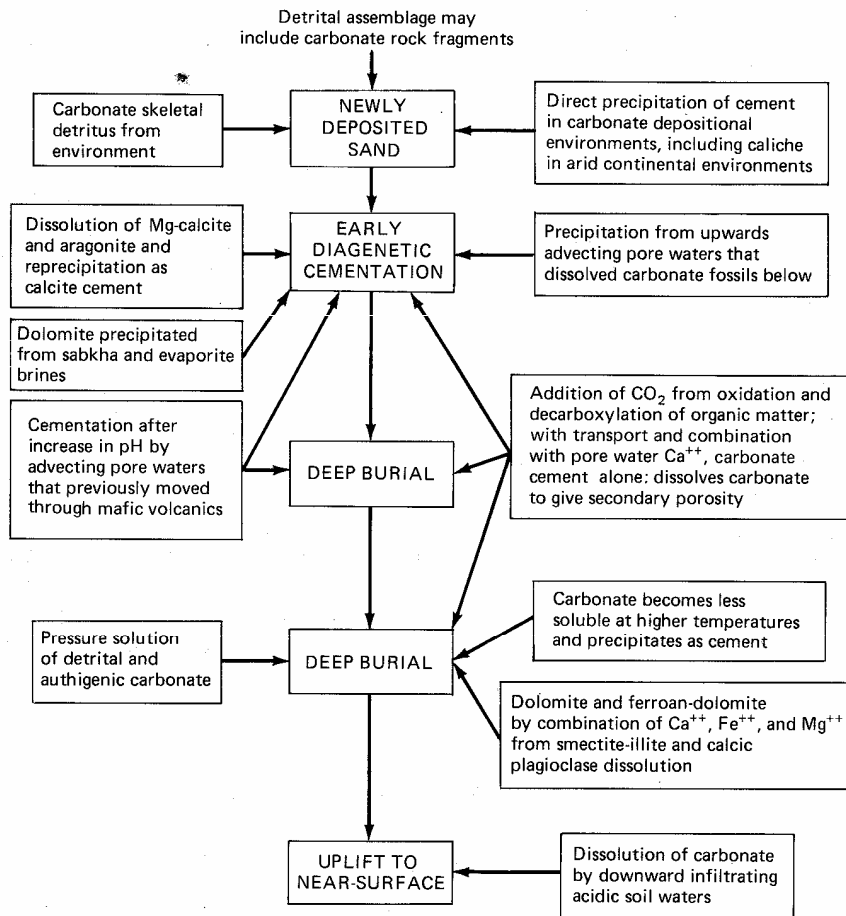 Detrital assemblage may
include carbonate rock fragments
Carbonate skeletal
detritus from
environment
NEWLY
DEPOSITED
SAND
Direct precipitation of cement
in carbonate depositional
environments, including caliche
in arid continental environments
Dissolution of Mg-calcite
and aragonite and
reprecipitation as
calcite cement
EARLY
DIAGENETIC
CEMENTATION
Precipitation from upwards
advecting pore waters that
dissolved carbonate fossils below
Dolomite precipitated
from sabkha and evaporite
brines
Cementation after
increase in pH by
advecting pore waters
that previously moved
through mafic volcanics
DEEP BURIAL
Addition of CO₂ from oxidation and
decarboxylation of organic matter;
with transport and combination
with pore water Ca⁺⁺, carbonate
cement alone: dissolves carbonate
to give secondary porosity
Pressure solution
of detrital and
authigenic carbonate
DEEP BURIAL
Carbonate becomes less
soluble at higher temperatures
and precipitates as cement
Dolomite and ferroan-dolomite
by combination of Ca⁺⁺, Fe⁺⁺, and Mg⁺⁺
from smectite-illite and calcic
plagioclase dissolution
UPLIFT TO
NEAR-SURFACE
Dissolution of carbonate
by downward infiltrating
acidic soil waters